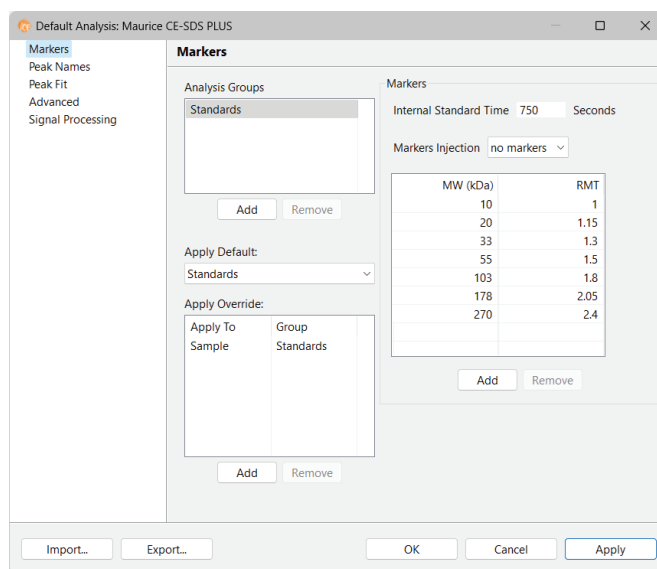 Default Analysis: Maurice CE-SDS PLUS
Markers
Peak Names
Peak Fit
Advanced
Signal Processing
Markers
Analysis Groups
Standards
Add Remove
Apply Default:
Standards
Apply Override:
Apply To Group
Sample Standards
Add Remove
Markers
Internal Standard Time 750 Seconds
Markers Injection no markers
MW (kDa) RMT
10 1
20 1.15
33 1.3
55 1.5
103 1.8
178 2.05
270 2.4
Add Remove
Import... Export... OK Cancel Apply